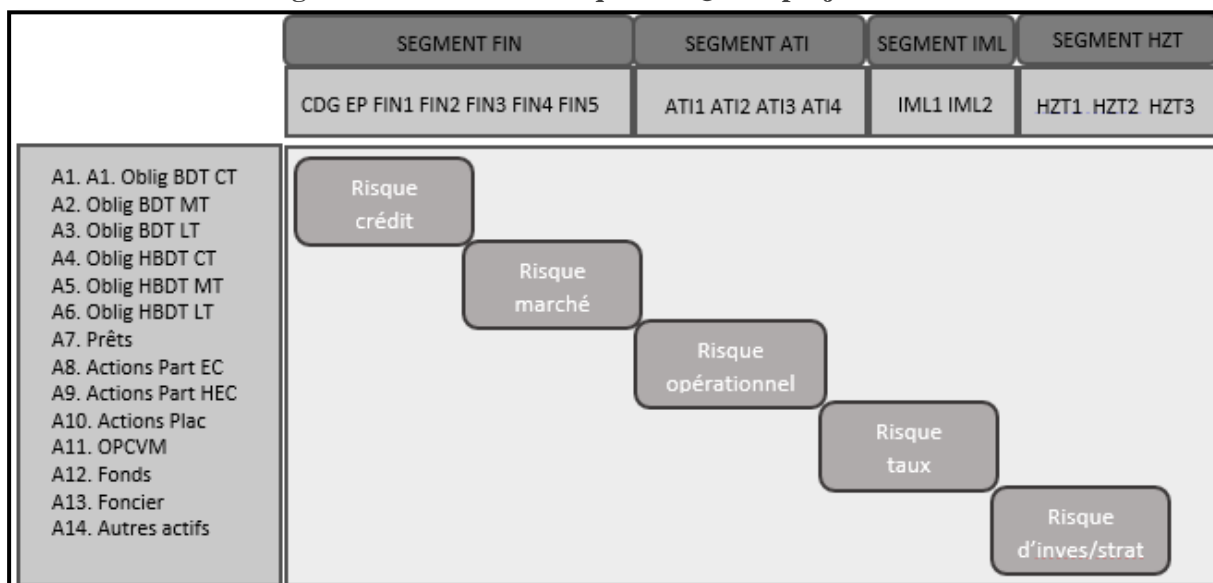 SEGMENT FIN
SEGMENT ATI
SEGMENT IML
SEGMENT HZT
CDG EP FIN1 FIN2 FIN3 FIN4 FIN5
ATI1 ATI2 ATI3 ATI4
IML1 IML2
HZT1 HZT2 HZT3
A1. A1. Oblig BDT CT
A2. Oblig BDT MT
A3. Oblig BDT LT
A4. Oblig HBDT CT
A5. Oblig HBDT MT
A6. Oblig HBDT LT
A7. Prêts
A8. Actions Part EC
A9. Actions Part HEC
A10. Actions Plac
A11. OPCVM
A12. Fonds
A13. Foncier
A14. Autres actifs
Risque
crédit
Risque
marché
Risque
opérationnel
Risque
taux
Risque
d'inves/strat